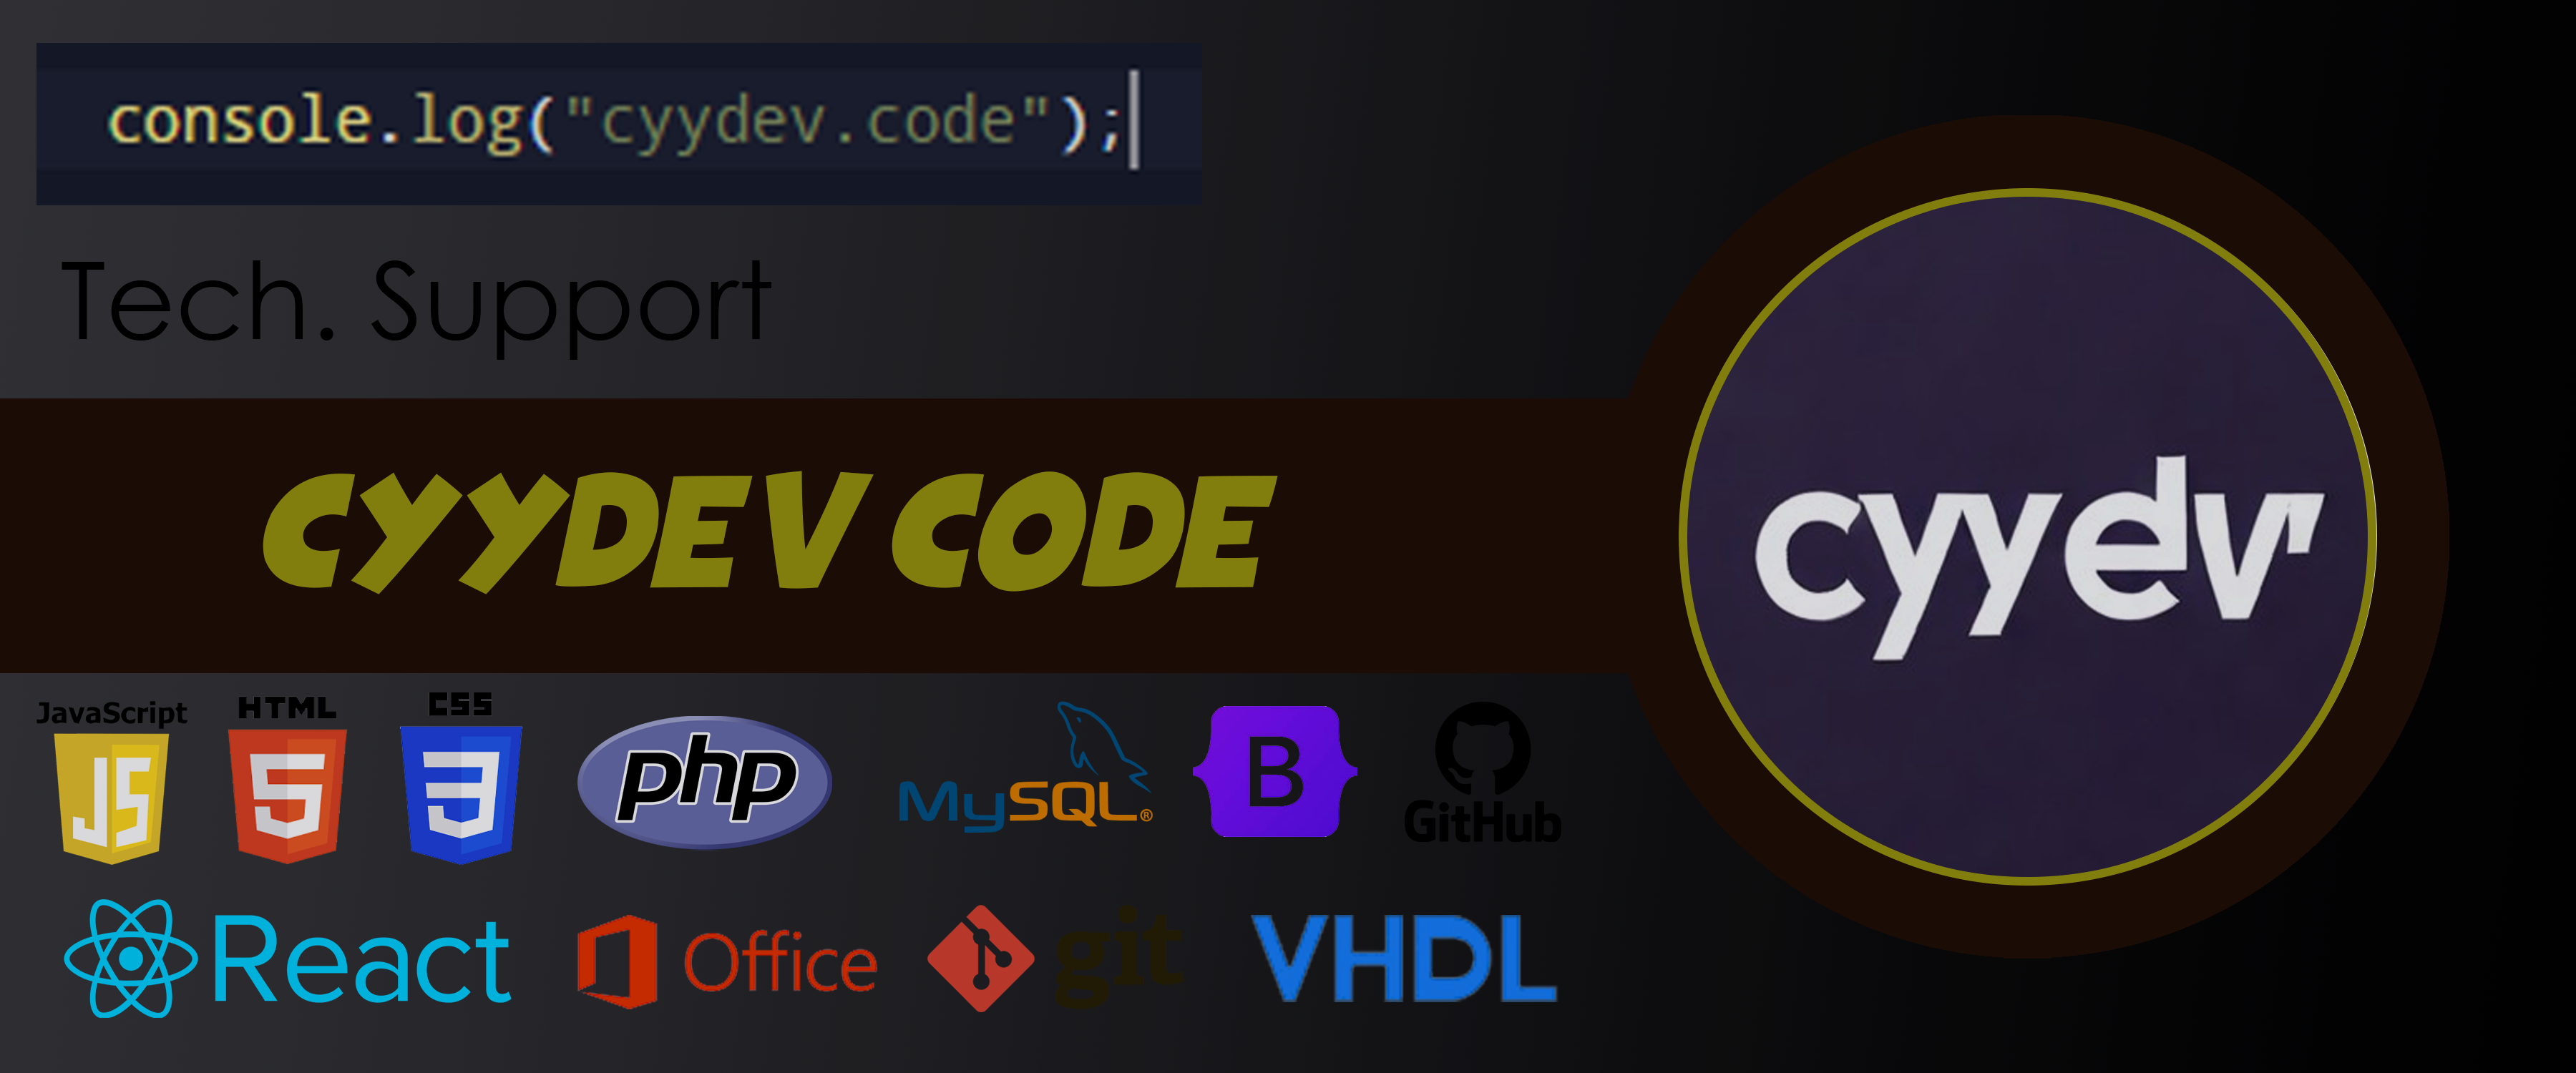 console.log("cyydev.code");
Tech. Support
CYYDEV CODE
cyyedv
JavaScript HTML CSS
JS 5 3 php MySQL® B GitHub
React Office git VHDL